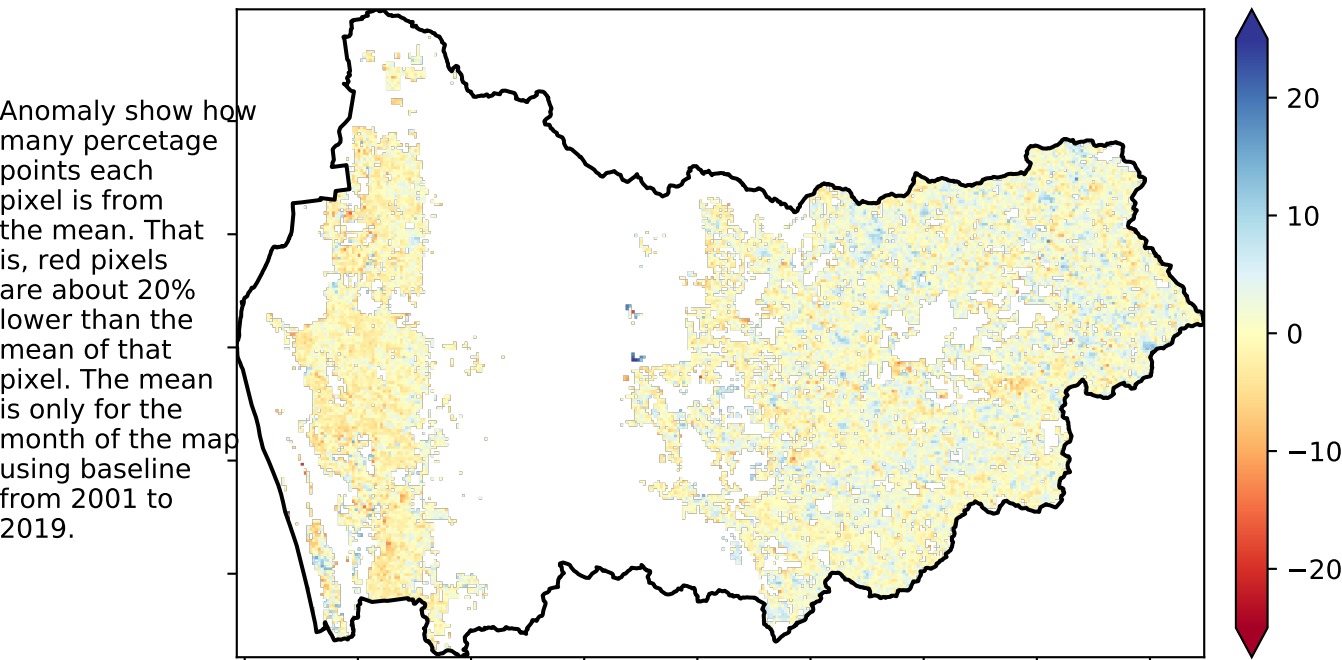 Anomaly show how
many percetage
points each
pixel is from
the mean. That
is, red pixels
are about 20%
lower than the
mean of that
pixel. The mean
is only for the
month of the map
using baseline
from 2001 to
2019.
20
10
0
−10
−20